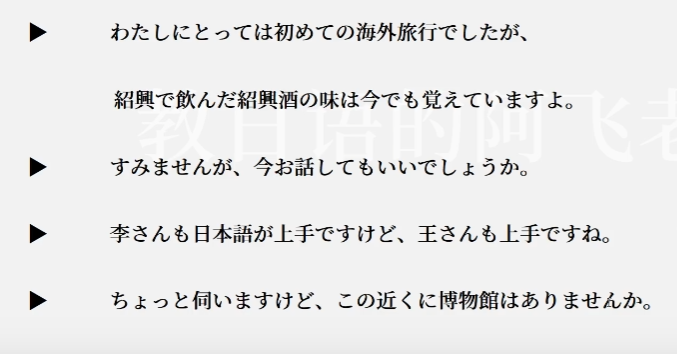 ▶ わたしにとっては初めての海外旅行でしたが、
紹興で飲んだ紹興酒の味は今でも覚えていますよ。
教日语的阿飞老
▶ すみませんが、今お話してもいいでしょうか。
▶ 李さんも日本語が上手ですけど、王さんも上手ですね。
▶ ちょっと伺いますけど、この近くに博物館はありませんか。